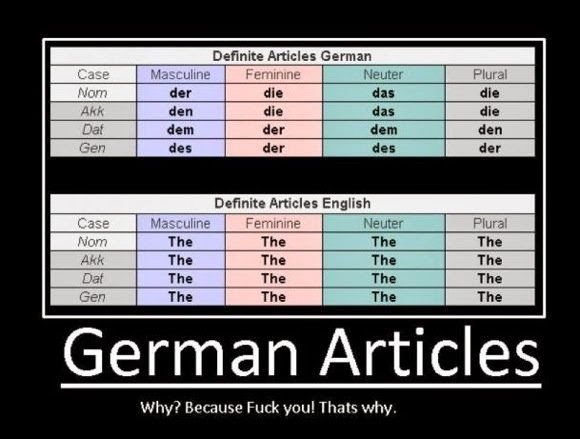 Definite Articles German
Case Masculine Feminine Neuter Plural
Nom der die das die
Akk den die das die
Dat dem der dem den
Gen des der des der
Definite Articles English
Case Masculine Feminine Neuter Plural
Nom The The The The
Akk The The The The
Dat The The The The
Gen The The The The
German Articles
Why? Because Fuck you! Thats why.